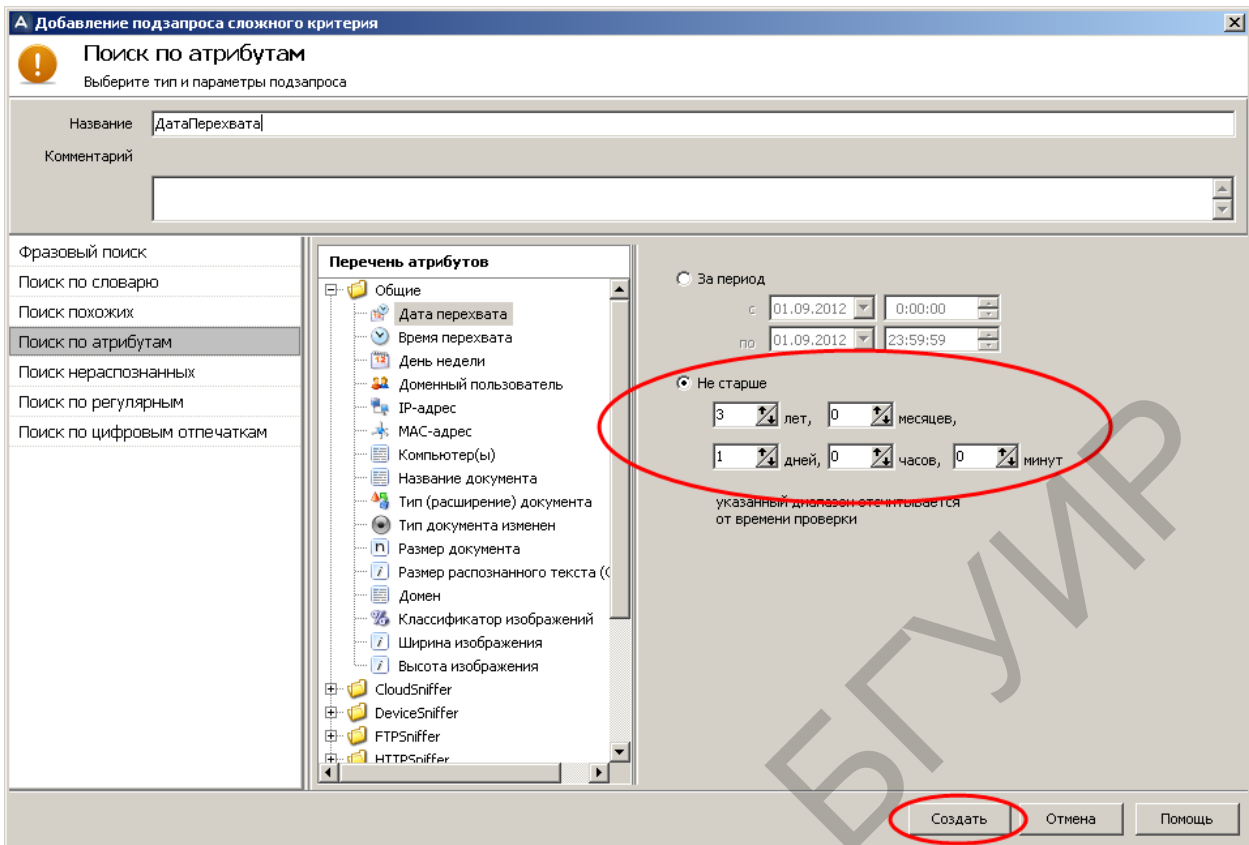 Добавление подзапроса сложного критерия
Поиск по атрибутам
Выберите тип и параметры подзапроса
Название ДатаПерехвата
Комментарий
Фразовый поиск
Поиск по словарю
Поиск похожих
Поиск по атрибутам
Поиск нераспознанных
Поиск по регулярным
Поиск по цифровым отпечаткам
Перечень атрибутов
Общие
Дата перехвата
Время перехвата
День недели
Доменный пользователь
IP-адрес
MAC-адрес
Компьютер(ы)
Название документа
Тип (расширение) документа
Тип документа изменен
Размер документа
Размер распознанного текста (
Домен
Классификатор изображений
Ширина изображения
Высота изображения
CloudSniffer
DeviceSniffer
FTPSniffer
HTTPSniffer
За период
с 01.09.2012 0:00:00
по 01.09.2012 23:59:59
Не старше
3 лет, 0 месяцев,
1 дней, 0 часов, 0 минут
указанный диапазон отсчитывается
от времени проверки
Создать Отмена Помощь
БГУИР